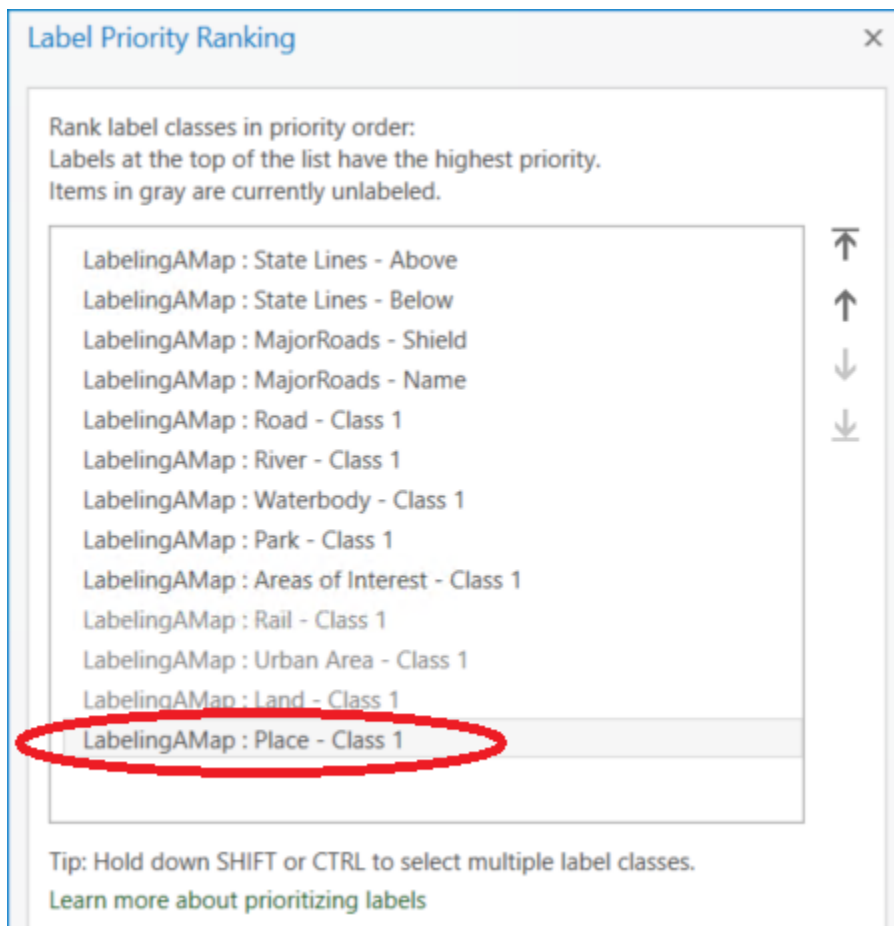 Label Priority Ranking
Rank label classes in priority order:
Labels at the top of the list have the highest priority.
Items in gray are currently unlabeled.
LabelingAMap : State Lines - Above
LabelingAMap : State Lines - Below
LabelingAMap : MajorRoads - Shield
LabelingAMap : MajorRoads - Name
LabelingAMap : Road - Class 1
LabelingAMap : River - Class 1
LabelingAMap : Waterbody - Class 1
LabelingAMap : Park - Class 1
LabelingAMap : Areas of Interest - Class 1
LabelingAMap : Rail - Class 1
LabelingAMap : Urban Area - Class 1
LabelingAMap : Land - Class 1
LabelingAMap : Place - Class 1
Tip: Hold down SHIFT or CTRL to select multiple label classes.
Learn more about prioritizing labels